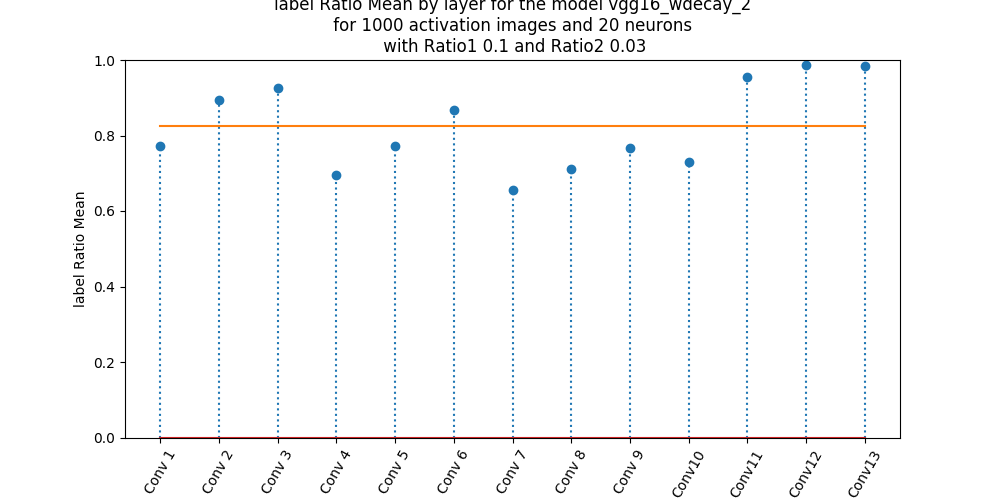 label Ratio Mean by layer for the model vgg16_wdecay_2
for 1000 activation images and 20 neurons
with Ratio1 0.1 and Ratio2 0.03
1.0
0.8
0.6
0.4
0.2
0.0
label Ratio Mean
Conv 1
Conv 2
Conv 3
Conv 4
Conv 5
Conv 6
Conv 7
Conv 8
Conv 9
Conv10
Conv11
Conv12
Conv13